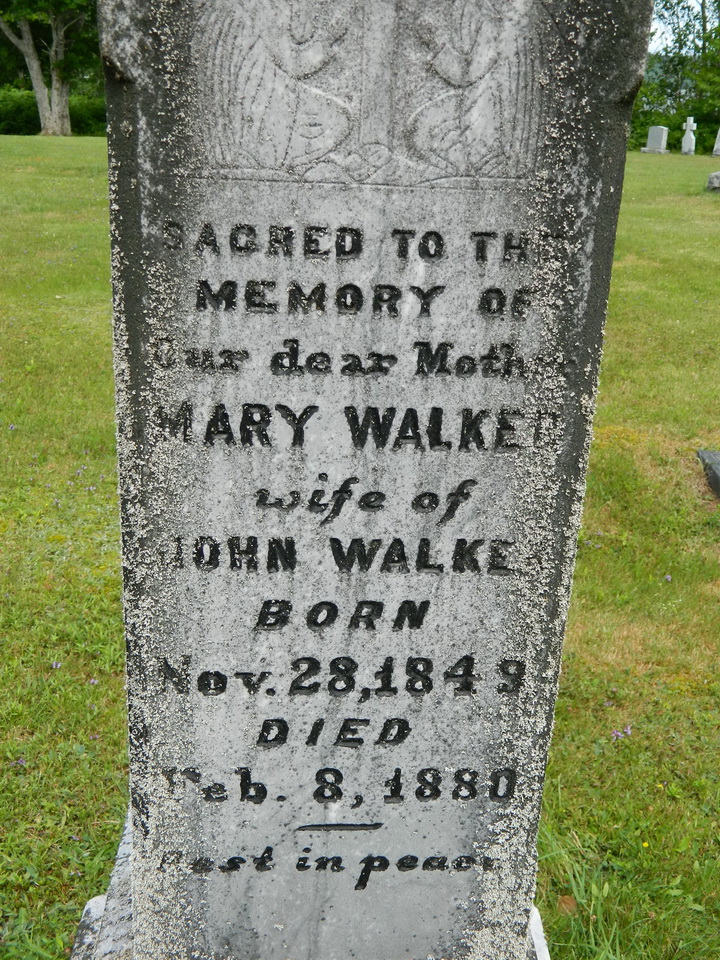 SACRED TO THE
MEMORY OF
Our dear Mother
MARY WALKER
wife of
JOHN WALKER
BORN
Nov. 28, 1849
DIED
Feb. 8, 1880
Rest in peace